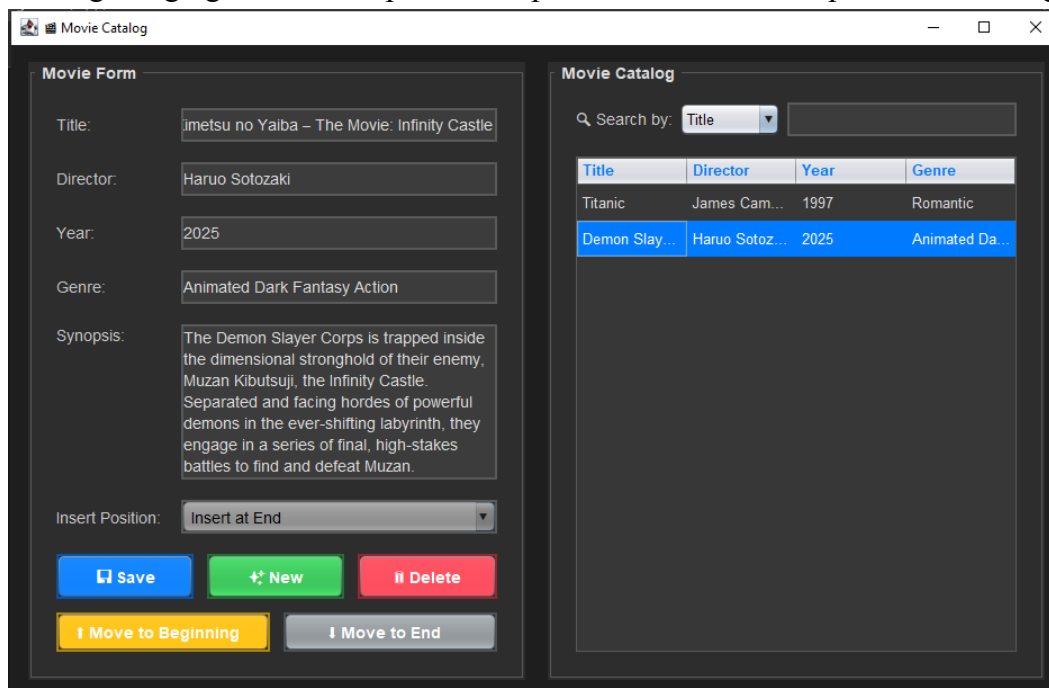 Movie Catalog
Movie Form
Title:
imetsu no Yaiba – The Movie: Infinity Castle
Director:
Haruo Sotozaki
Year:
2025
Genre:
Animated Dark Fantasy Action
Synopsis:
The Demon Slayer Corps is trapped inside
the dimensional stronghold of their enemy,
Muzan Kibutsuji, the Infinity Castle.
Separated and facing hordes of powerful
demons in the ever-shifting labyrinth, they
engage in a series of final, high-stakes
battles to find and defeat Muzan.
Insert Position:
Insert at End
Save
New
Delete
Move to Beginning
Move to End
Movie Catalog
Search by:
Title
Title Director Year Genre
Titanic James Cam... 1997 Romantic
Demon Slay... Haruo Sotoz... 2025 Animated Da...